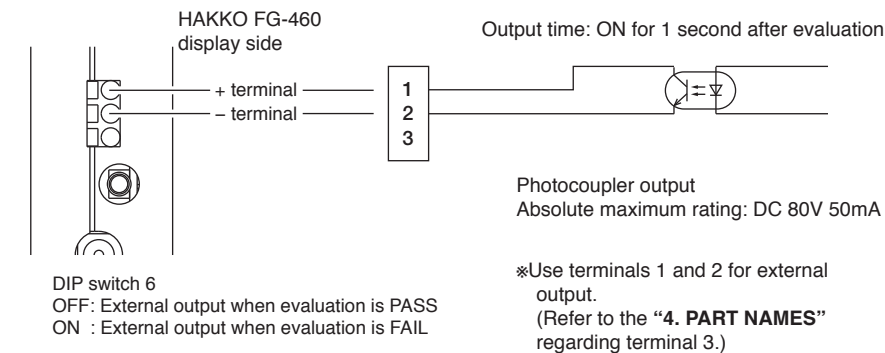 HAKKO FG-460
display side
Output time: ON for 1 second after evaluation
+ terminal
− terminal
1
2
3
Photocoupler output
Absolute maximum rating: DC 80V 50mA
DIP switch 6
OFF: External output when evaluation is PASS
ON : External output when evaluation is FAIL
※Use terminals 1 and 2 for external
output.
(Refer to the “4. PART NAMES”
regarding terminal 3.)